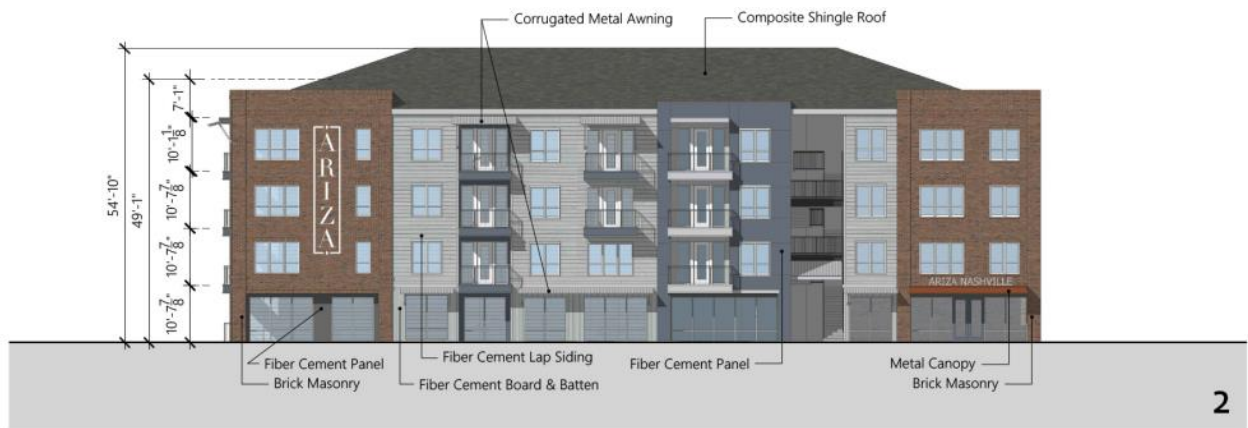 Corrugated Metal Awning
Composite Shingle Roof
54'-10"
49'-1"
7'-1"
10'-1 1/8"
10'-7 7/8"
10'-7 7/8"
10'-7 7/8"
ARIZA
ARIZA NASHVILLE
Fiber Cement Panel
Brick Masonry
Fiber Cement Lap Siding
Fiber Cement Board & Batten
Fiber Cement Panel
Metal Canopy
Brick Masonry
2